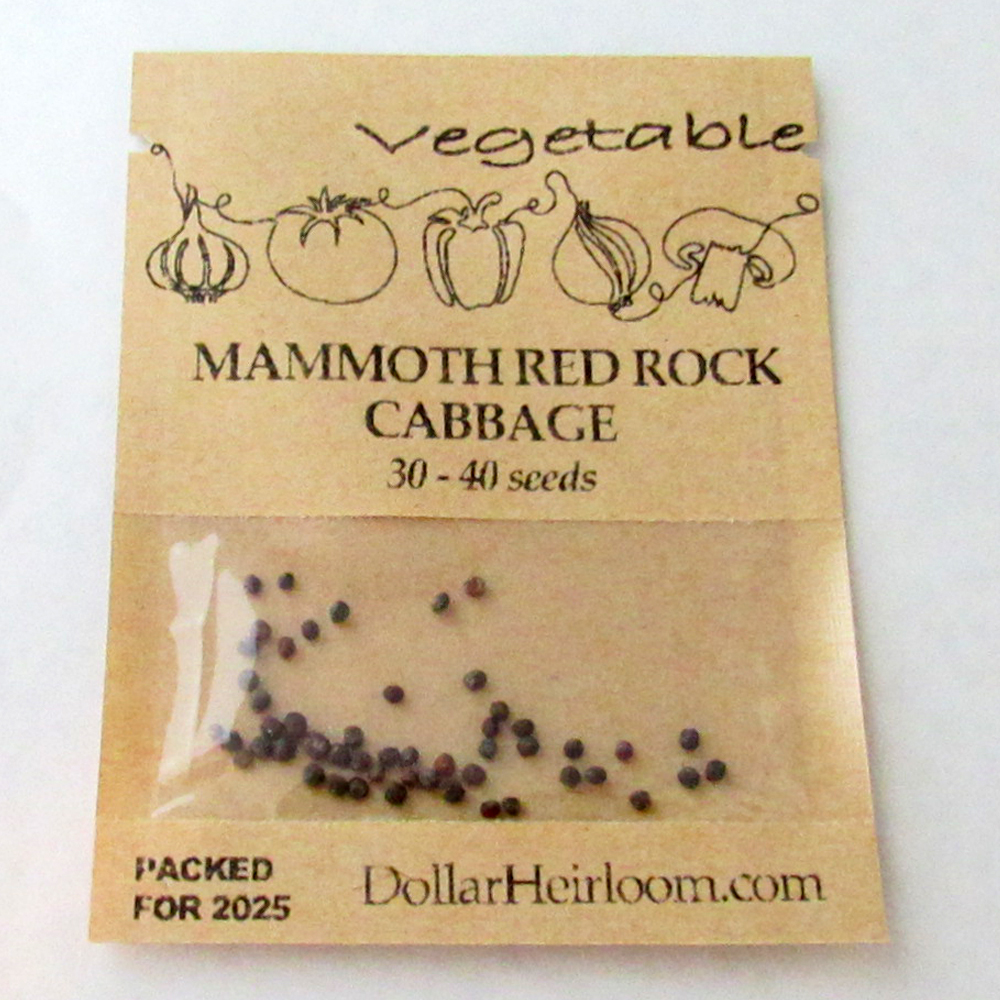 vegetable
MAMMOTH RED ROCK
CABBAGE
30 - 40 seeds
PACKED
FOR 2025
DollarHeirloom.com